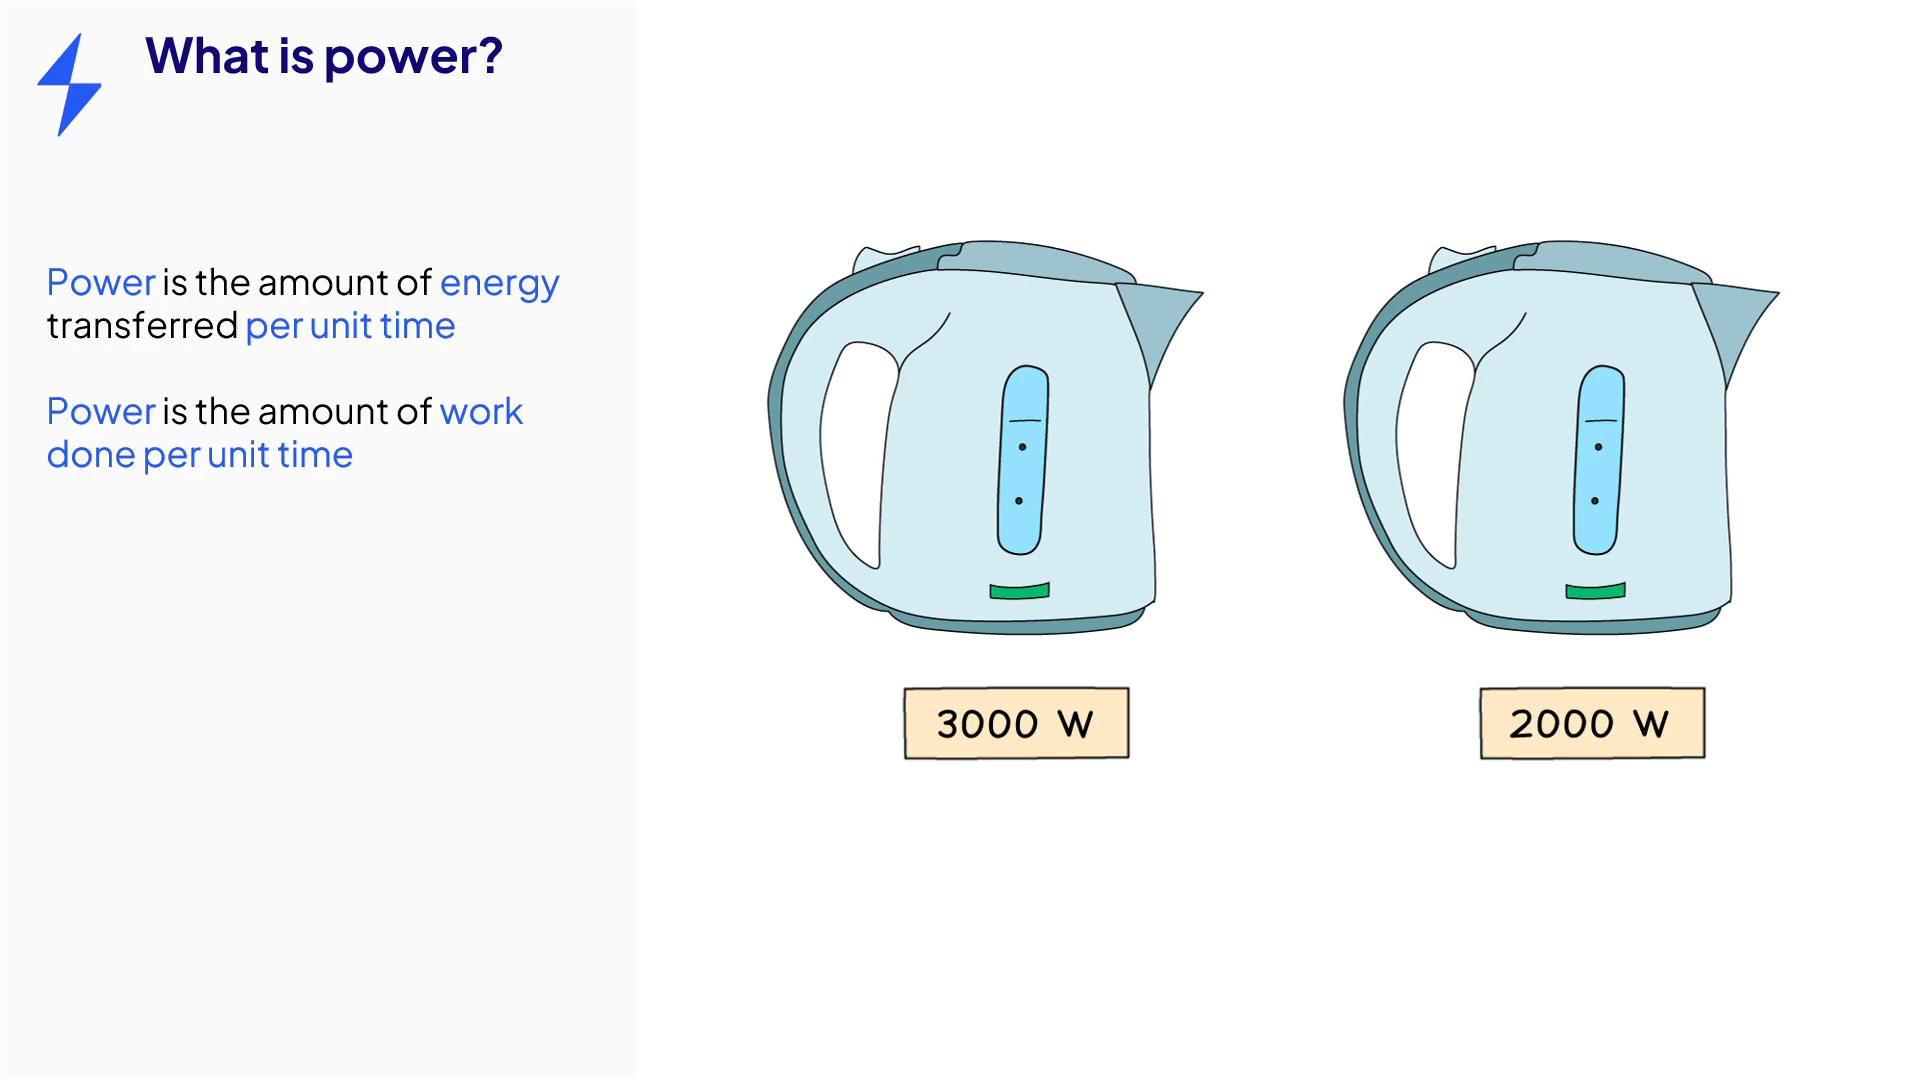 What is power?
Power is the amount of energy
transferred per unit time
Power is the amount of work
done per unit time
3000 W
2000 W